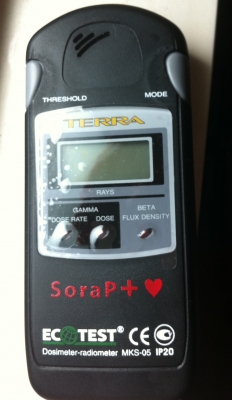 THRESHOLD MODE
TERRA
RAYS
GAMMA BETA
DOSE RATE DOSE FLUX DENSITY
SoraP+♥
ECOTEST® CE
Dosimeter-radiometer MKS-05 IP20